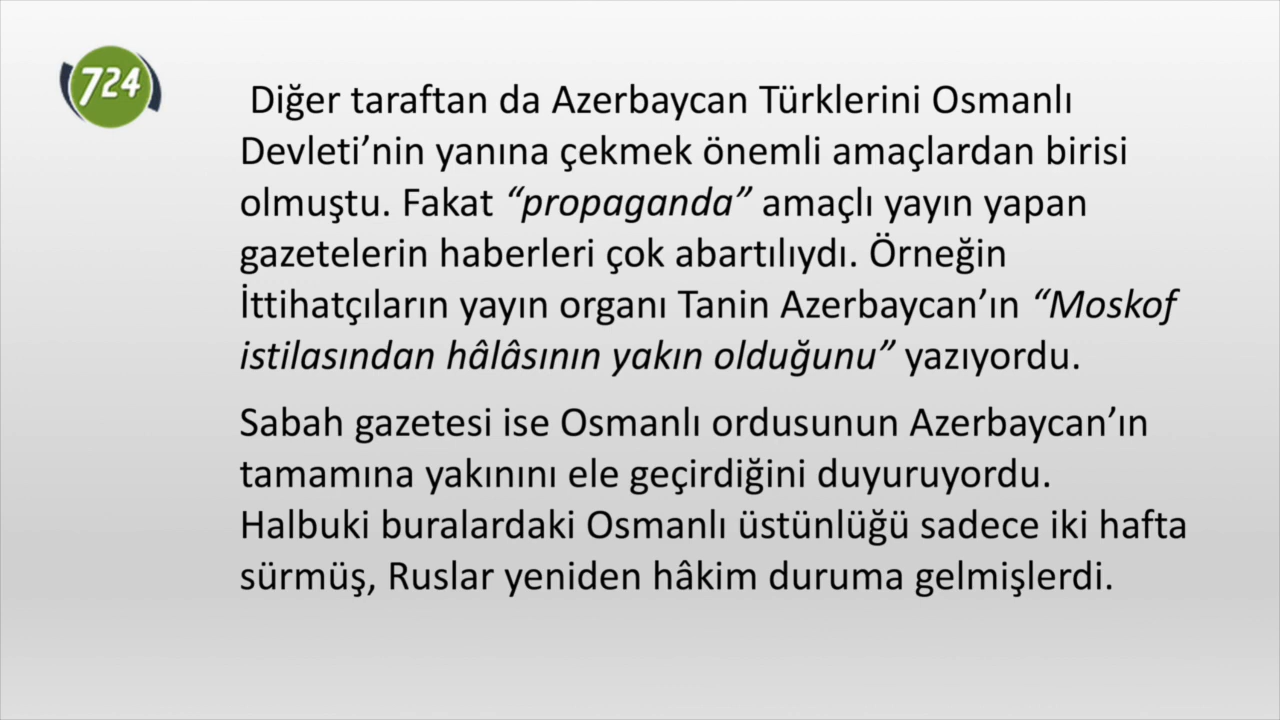 724
Diğer taraftan da Azerbaycan Türklerini Osmanlı
Devleti’nin yanına çekmek önemli amaçlardan birisi
olmuştu. Fakat “propaganda” amaçlı yayın yapan
gazetelerin haberleri çok abartılıydı. Örneğin
İttihatçıların yayın organı Tanin Azerbaycan’ın “Moskof
istilasından hâlâsının yakın olduğunu” yazıyordu.
Sabah gazetesi ise Osmanlı ordusunun Azerbaycan’ın
tamamına yakınını ele geçirdiğini duyuruyordu.
Halbuki buralardaki Osmanlı üstünlüğü sadece iki hafta
sürmüş, Ruslar yeniden hâkim duruma gelmişlerdi.